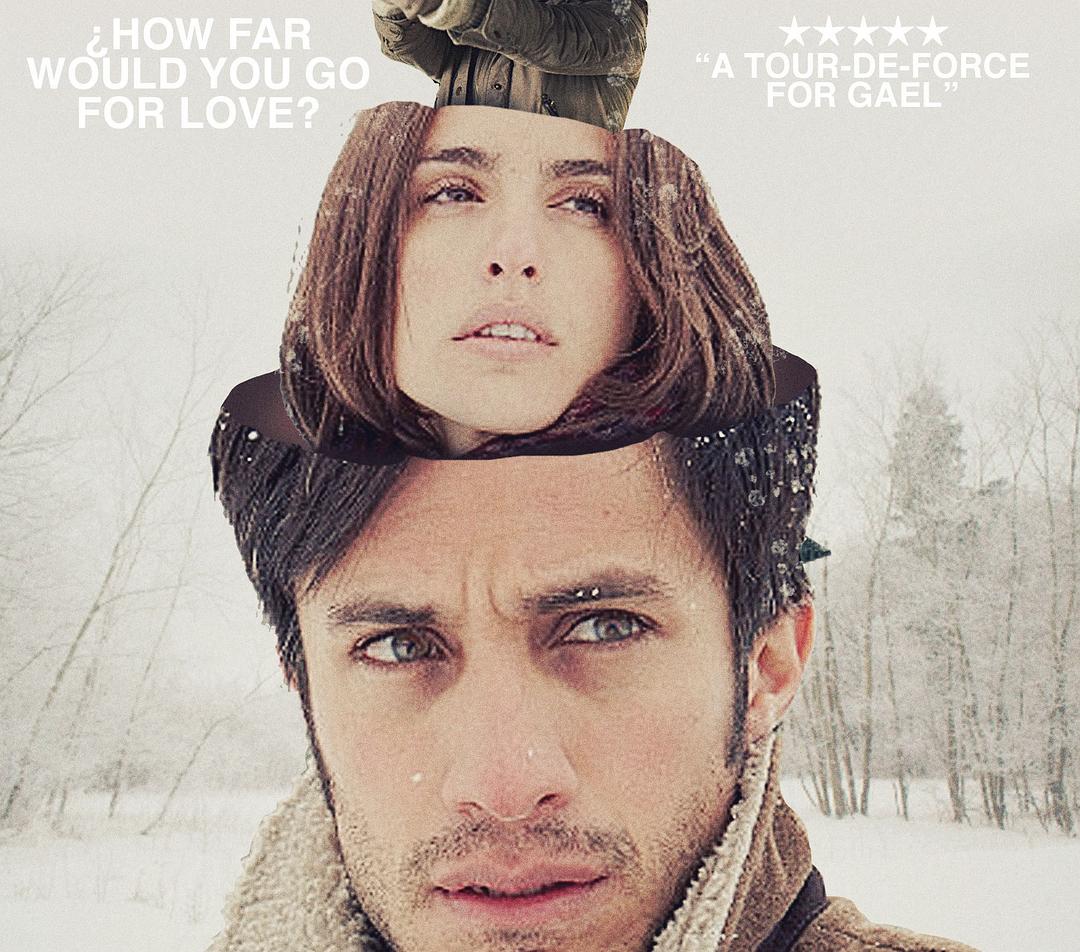 ¿HOW FAR
WOULD YOU GO
FOR LOVE?
★★★★★
“A TOUR-DE-FORCE
FOR GAEL”